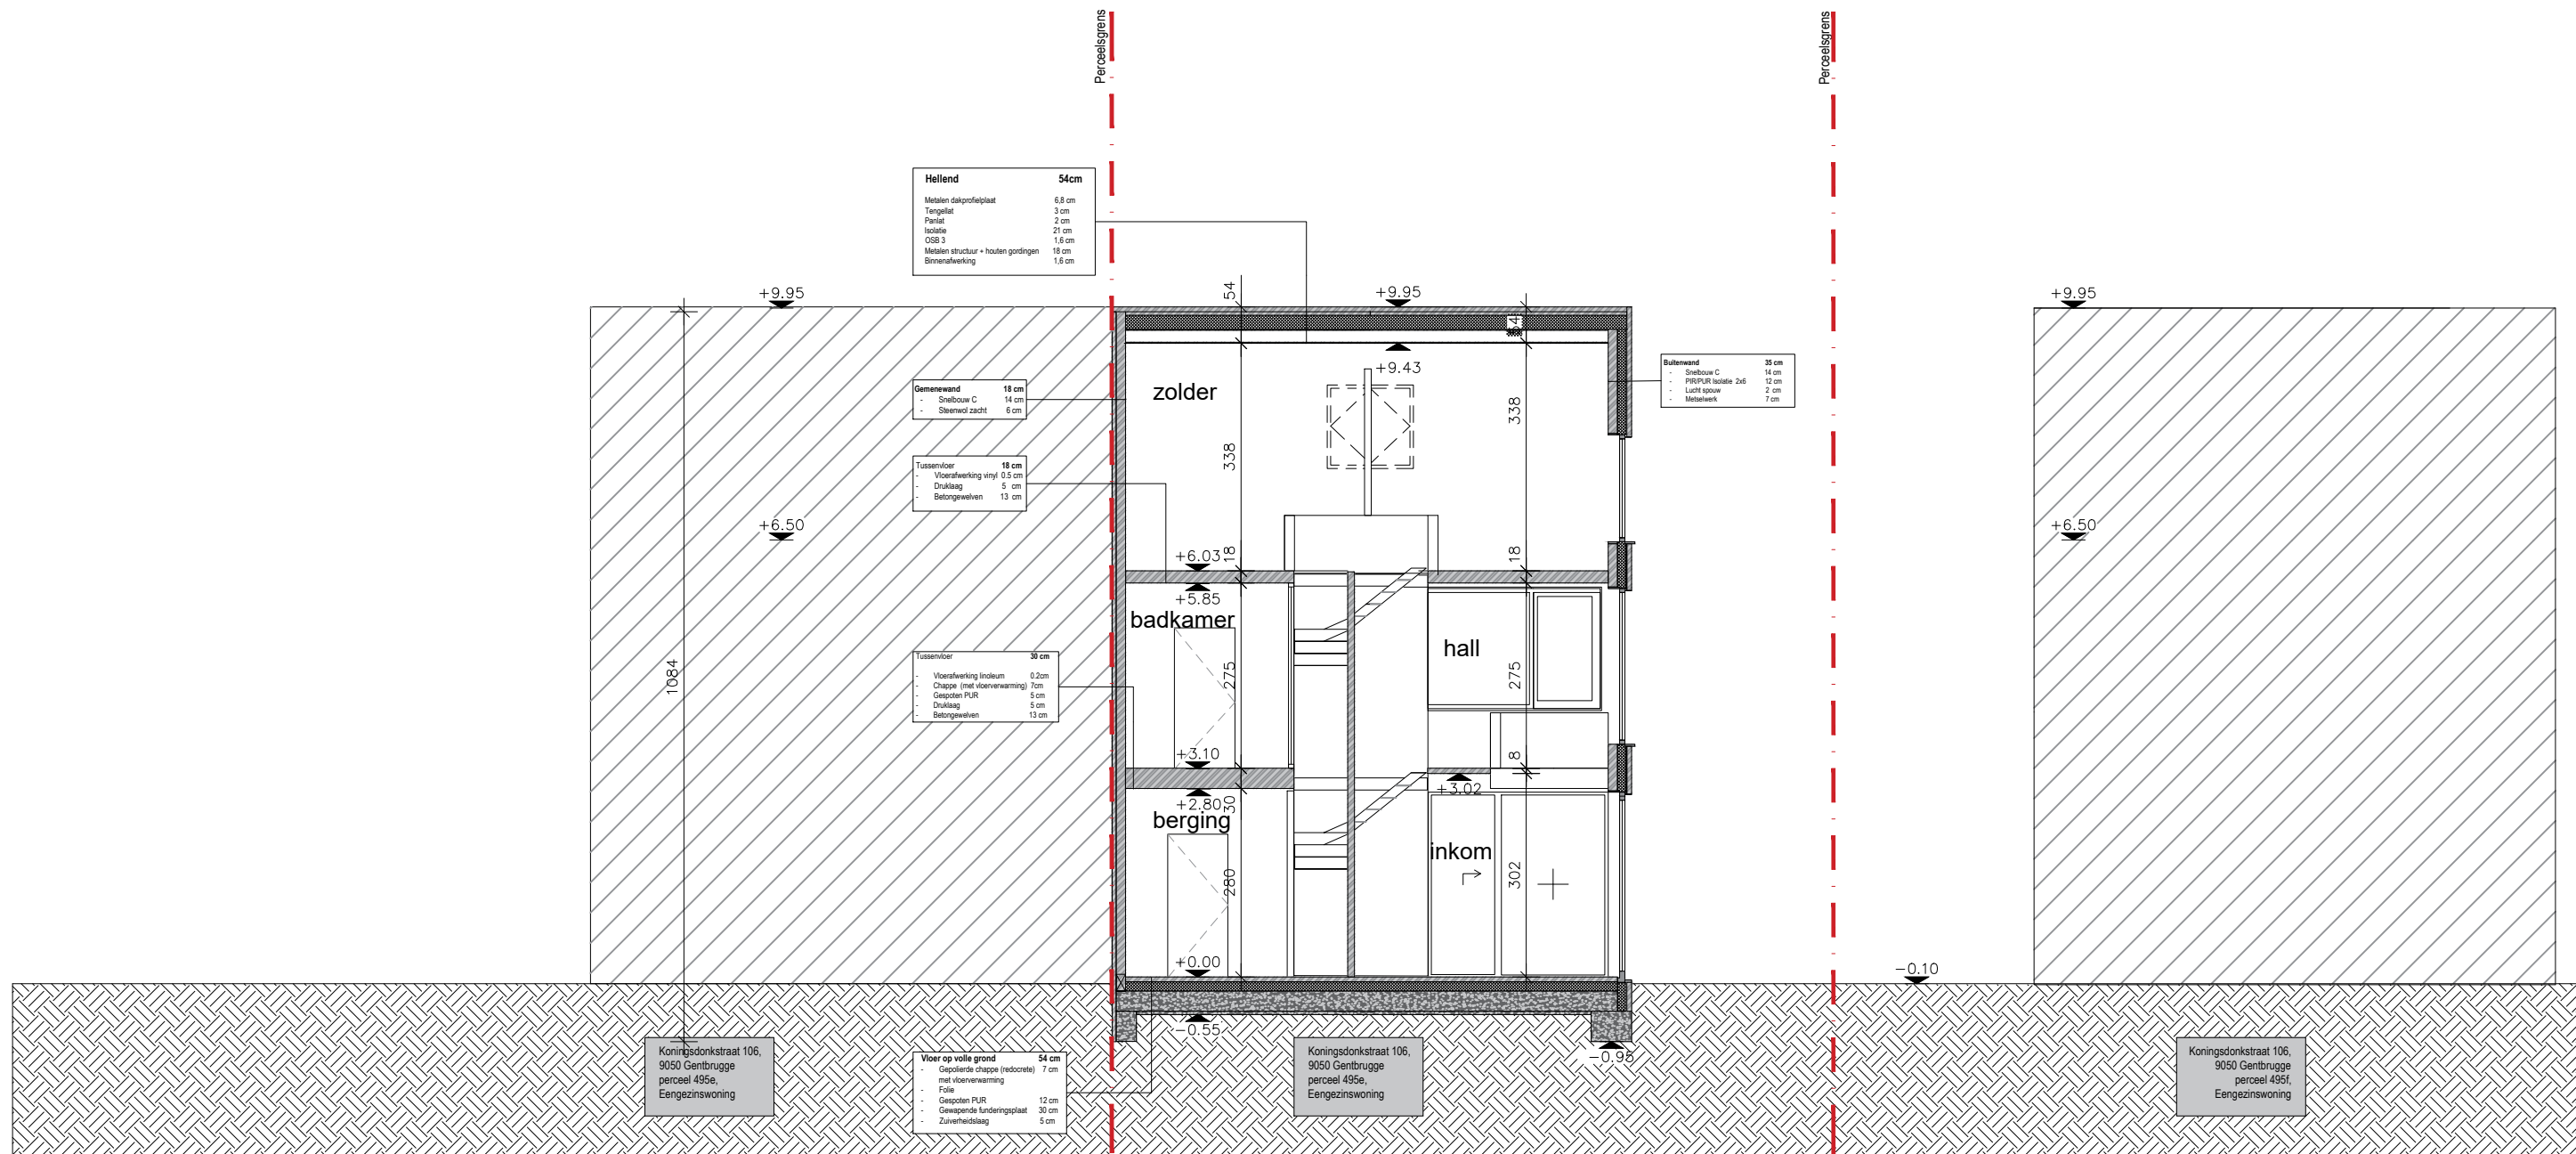 Perceelsgrens
Perceelsgrens
Hellend 54cm
Metalen dakprofielplaat 6,8 cm
Tengellat 3 cm
Panlat 2 cm
Isolatie 21 cm
OSB 3 1,6 cm
Metalen structuur + houten gordingen 18 cm
Binnenafwerking 1,6 cm
+9.95
54
+9.95
54
+9.95
+9.43
Buitenwand 35 cm
- Snelbouw C 14 cm
- PIR/PUR Isolatie 2x6 12 cm
- Lucht spouw 2 cm
- Metselwerk 7 cm
Gemenewand 18 cm
- Snelbouw C 14 cm
- Steenwol zacht 6 cm
zolder
338
338
Tussenvloer 18 cm
- Vloerafwerking vinyl 0.5 cm
- Druklaag 5 cm
- Betongewelven 13 cm
+6.50
+6.50
+6.03
18
18
+5.85
badkamer
hall
275
275
1084
Tussenvloer 30 cm
- Vloerafwerking linoleum 0.2cm
- Chappe (met vloerverwarming) 7cm
- Gespoten PUR 5 cm
- Druklaag 5 cm
- Betongewelven 13 cm
+3.10
8
+3.02
+2.80
30
berging
inkom
280
302
+0.00
-0.10
-0.55
-0.95
Koningsdonkstraat 106,
9050 Gentbrugge
perceel 495e,
Eengezinswoning
Vloer op volle grond 54 cm
- Gepolierde chappe (redocrete) 7 cm
met vloerverwarming
- Folie
- Gespoten PUR 12 cm
- Gewapende funderingsplaat 30 cm
- Zuiverheidslaag 5 cm
Koningsdonkstraat 106,
9050 Gentbrugge
perceel 495e,
Eengezinswoning
Koningsdonkstraat 106,
9050 Gentbrugge
perceel 495f,
Eengezinswoning